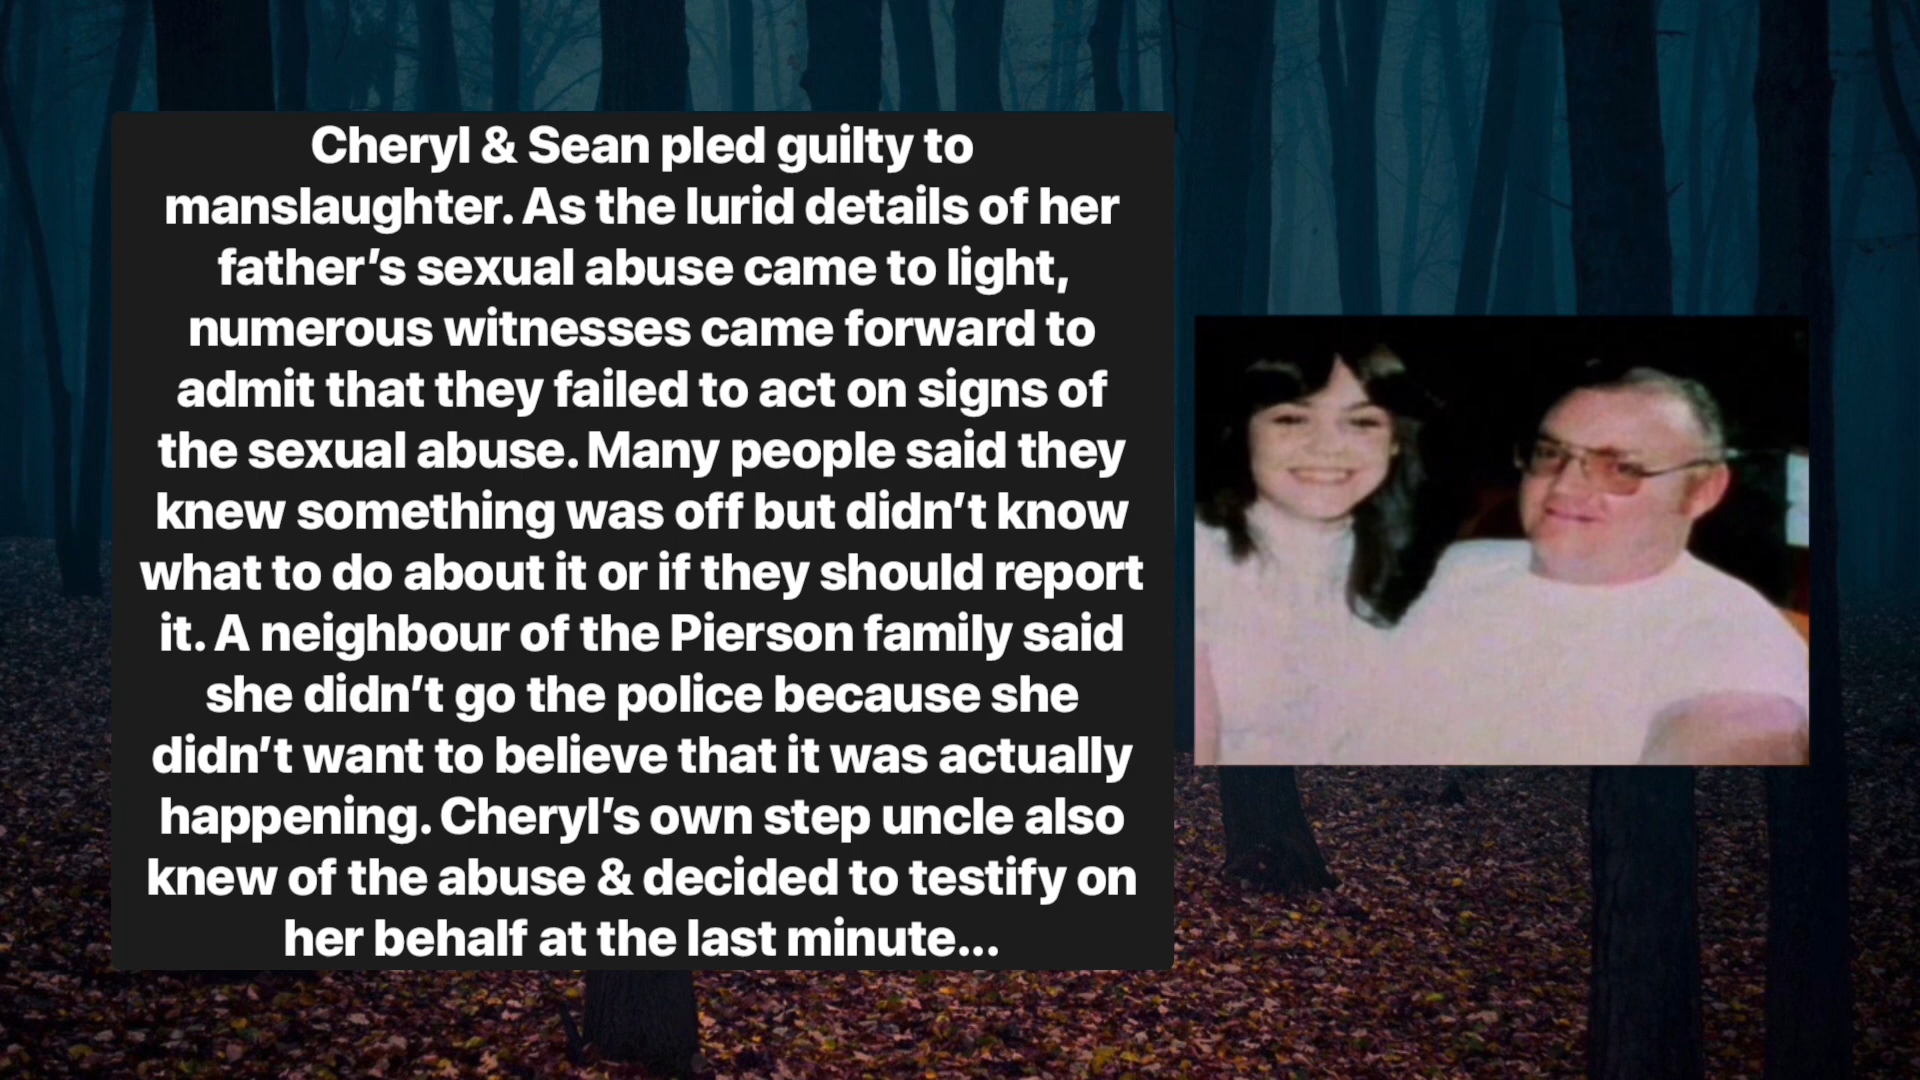 Cheryl & Sean pled guilty to
manslaughter. As the lurid details of her
father’s sexual abuse came to light,
numerous witnesses came forward to
admit that they failed to act on signs of
the sexual abuse. Many people said they
knew something was off but didn’t know
what to do about it or if they should report
it. A neighbour of the Pierson family said
she didn’t go the police because she
didn’t want to believe that it was actually
happening. Cheryl’s own step uncle also
knew of the abuse & decided to testify on
her behalf at the last minute...